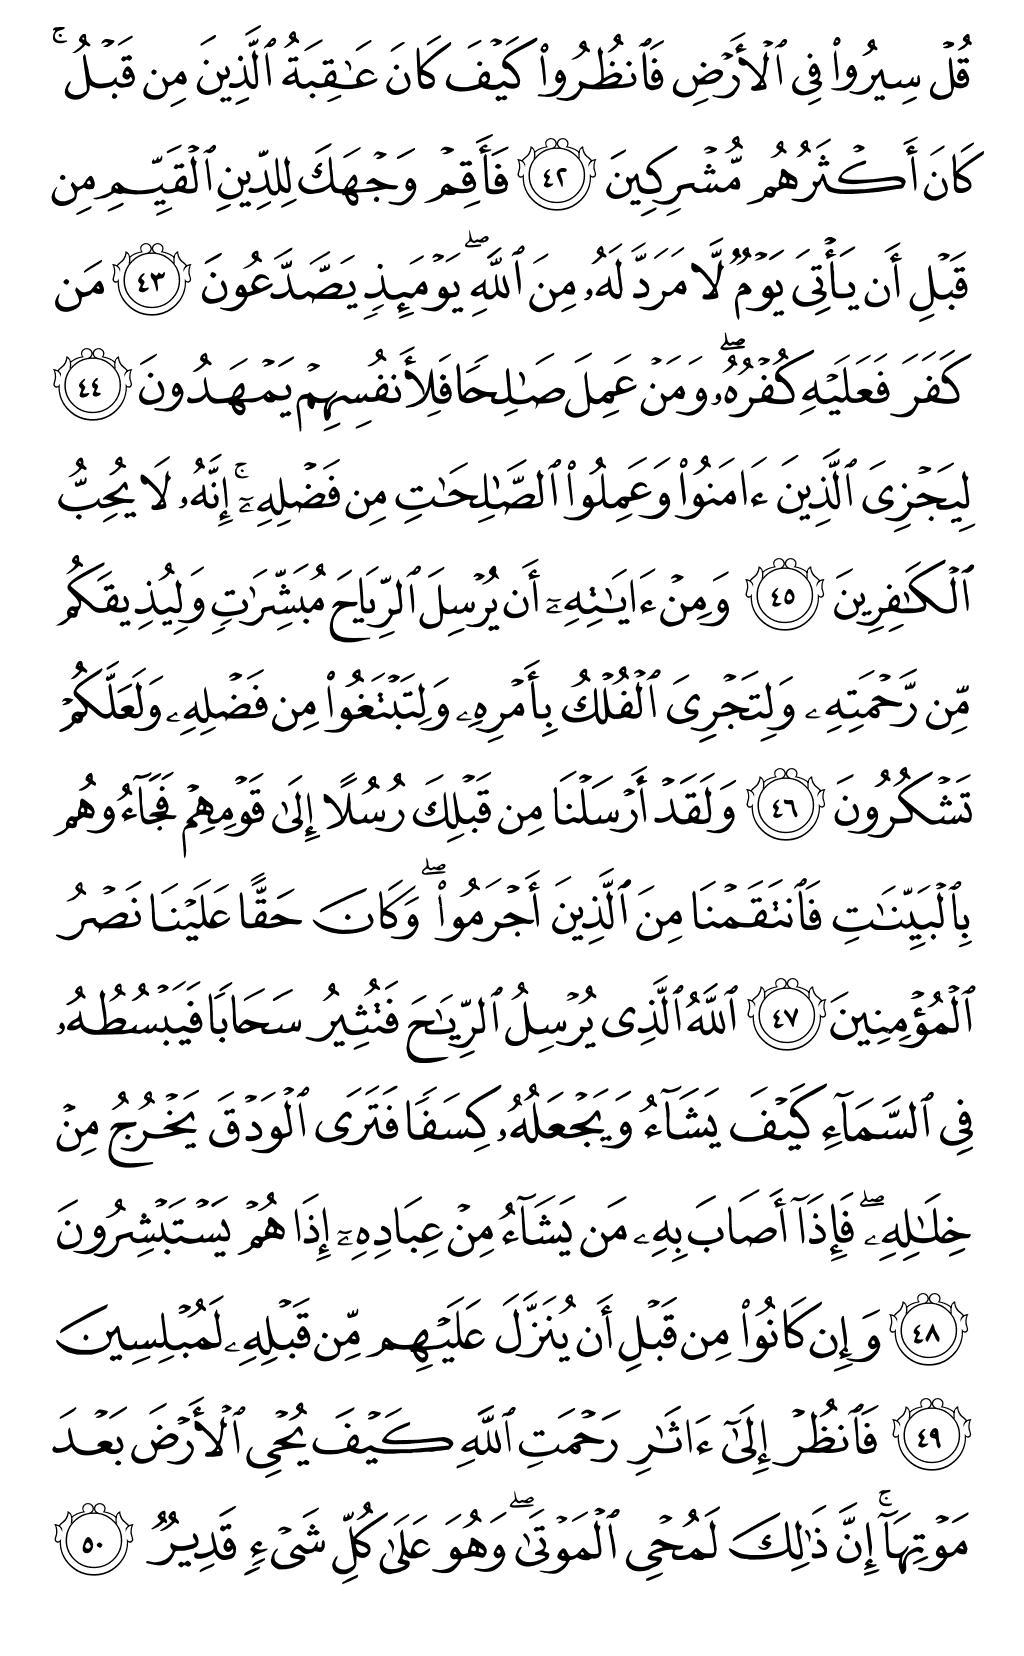 قُلْ سِيرُوا۟ فِى ٱلْأَرْضِ فَٱنظُرُوا۟ كَيْفَ كَانَ عَـٰقِبَةُ ٱلَّذِينَ مِن قَبْلُ ۚ
كَانَ أَكْثَرُهُم مُّشْرِكِينَ ٤٢ فَأَقِمْ وَجْهَكَ لِلدِّينِ ٱلْقَيِّمِ مِن
قَبْلِ أَن يَأْتِىَ يَوْمٌ لَّا مَرَدَّ لَهُۥ مِنَ ٱللَّهِ ۖ يَوْمَئِذٍ يَصَّدَّعُونَ ٤٣ مَن
كَفَرَ فَعَلَيْهِ كُفْرُهُۥ ۖ وَمَنْ عَمِلَ صَـٰلِحًا فَلِأَنفُسِهِمْ يَمْهَدُونَ ٤٤
لِيَجْزِىَ ٱلَّذِينَ ءَامَنُوا۟ وَعَمِلُوا۟ ٱلصَّـٰلِحَـٰتِ مِن فَضْلِهِۦٓ ۚ إِنَّهُۥ لَا يُحِبُّ
ٱلْكَـٰفِرِينَ ٤٥ وَمِنْ ءَايَـٰتِهِۦٓ أَن يُرْسِلَ ٱلرِّيَاحَ مُبَشِّرَٰتٍ وَلِيُذِيقَكُم
مِّن رَّحْمَتِهِۦ وَلِتَجْرِىَ ٱلْفُلْكُ بِأَمْرِهِۦ وَلِتَبْتَغُوا۟ مِن فَضْلِهِۦ وَلَعَلَّكُمْ
تَشْكُرُونَ ٤٦ وَلَقَدْ أَرْسَلْنَا مِن قَبْلِكَ رُسُلًا إِلَىٰ قَوْمِهِمْ فَجَآءُوهُم
بِٱلْبَيِّنَـٰتِ فَٱنتَقَمْنَا مِنَ ٱلَّذِينَ أَجْرَمُوا۟ ۖ وَكَانَ حَقًّا عَلَيْنَا نَصْرُ
ٱلْمُؤْمِنِينَ ٤٧ ٱللَّهُ ٱلَّذِى يُرْسِلُ ٱلرِّيَـٰحَ فَتُثِيرُ سَحَابًا فَيَبْسُطُهُۥ
فِى ٱلسَّمَآءِ كَيْفَ يَشَآءُ وَيَجْعَلُهُۥ كِسَفًا فَتَرَى ٱلْوَدْقَ يَخْرُجُ مِنْ
خِلَـٰلِهِۦ ۖ فَإِذَآ أَصَابَ بِهِۦ مَن يَشَآءُ مِنْ عِبَادِهِۦٓ إِذَا هُمْ يَسْتَبْشِرُونَ
٤٨ وَإِن كَانُوا۟ مِن قَبْلِ أَن يُنَزَّلَ عَلَيْهِم مِّن قَبْلِهِۦ لَمُبْلِسِينَ
٤٩ فَٱنظُرْ إِلَىٰٓ ءَاثَـٰرِ رَحْمَتِ ٱللَّهِ كَيْفَ يُحْىِ ٱلْأَرْضَ بَعْدَ
مَوْتِهَآ ۚ إِنَّ ذَٰلِكَ لَمُحْىِ ٱلْمَوْتَىٰ ۖ وَهُوَ عَلَىٰ كُلِّ شَىْءٍ قَدِيرٌ ٥٠